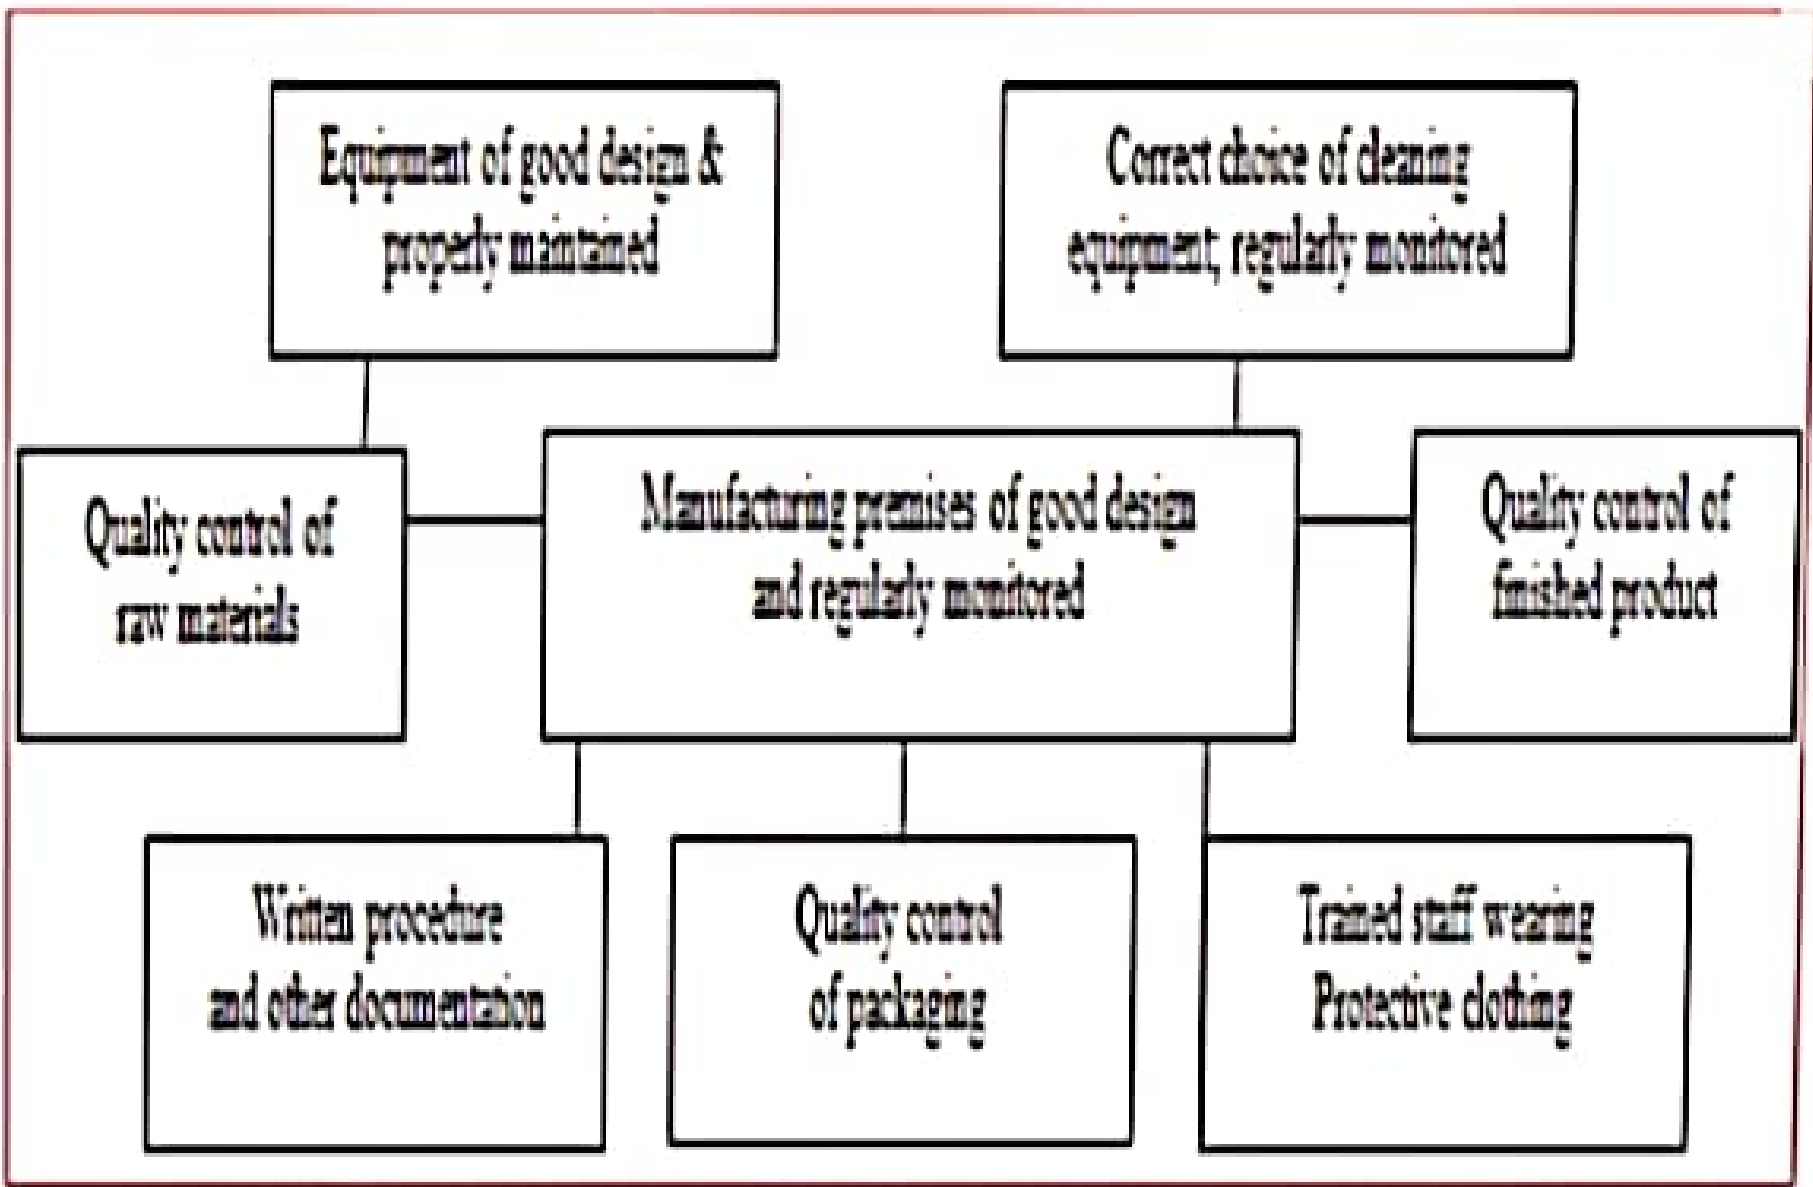 Equipment of good design &
properly maintained
Correct choice of cleaning
equipment; regularly monitored
Quality control of
raw materials
Manufacturing premises of good design
and regularly monitored
Quality control of
finished product
Written procedure
and other documentation
Quality control
of packaging
Trained staff wearing
Protective clothing